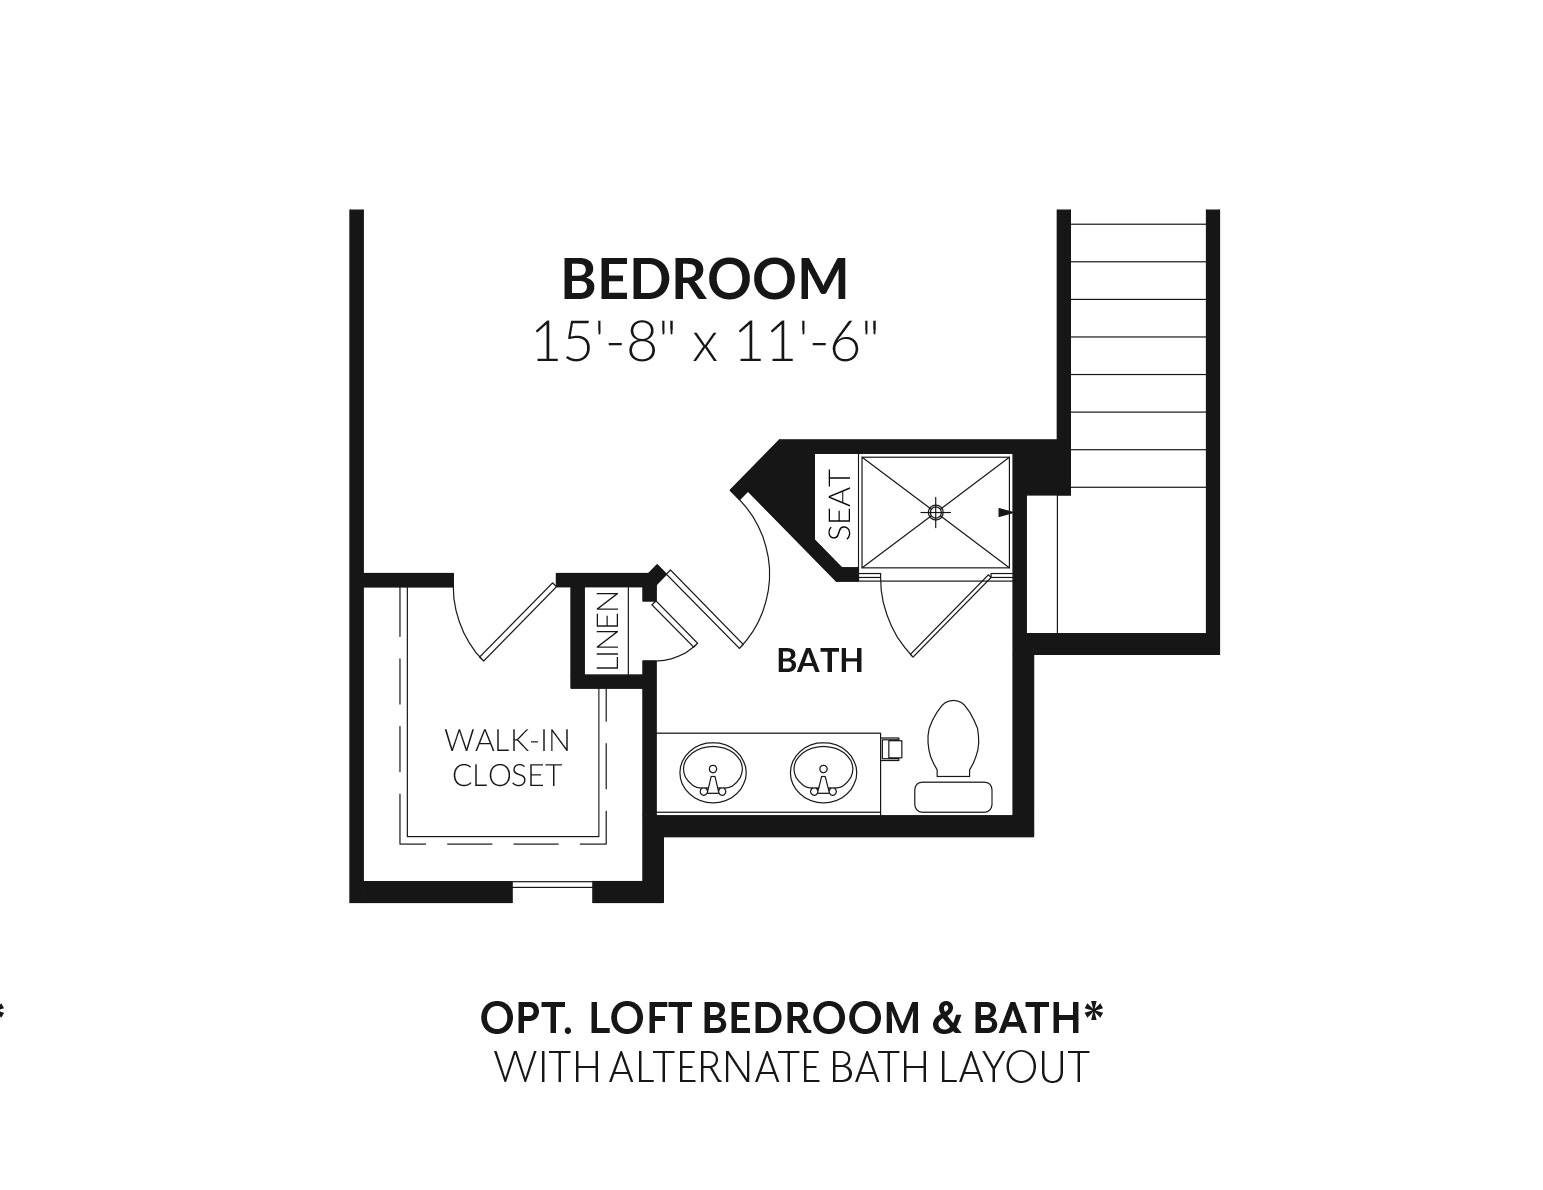 BEDROOM
15'-8" x 11'-6"
SEAT
LINEN
BATH
WALK-IN
CLOSET
*
OPT. LOFT BEDROOM & BATH*
WITH ALTERNATE BATH LAYOUT